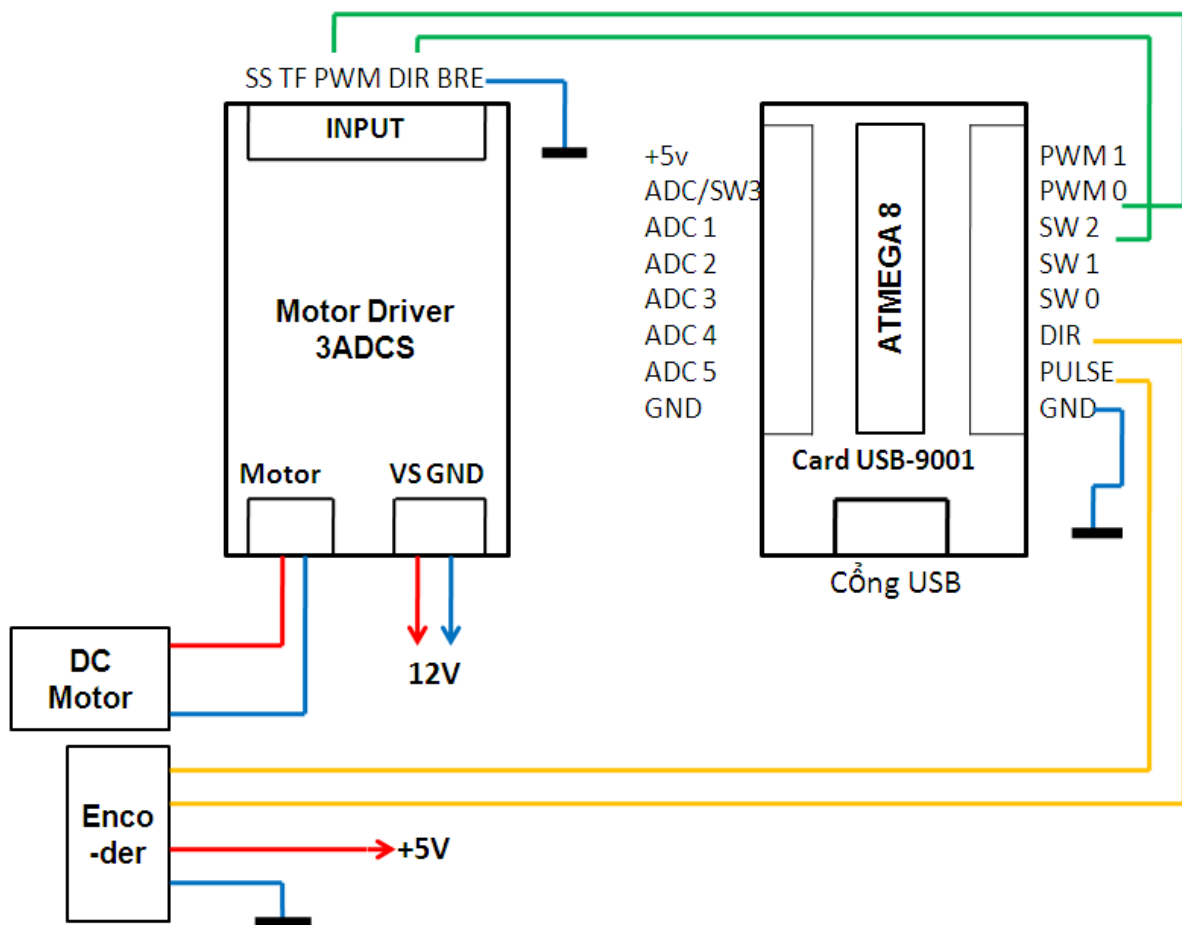 SS TF PWM DIR BRE
INPUT
Motor Driver
3ADCS
Motor
VS GND
12V
DC
Motor
Enco
-der
+5V
+5v
ADC/SW3
ADC 1
ADC 2
ADC 3
ADC 4
ADC 5
GND
ATMEGA 8
Card USB-9001
Cổng USB
PWM 1
PWM 0
SW 2
SW 1
SW 0
DIR
PULSE
GND